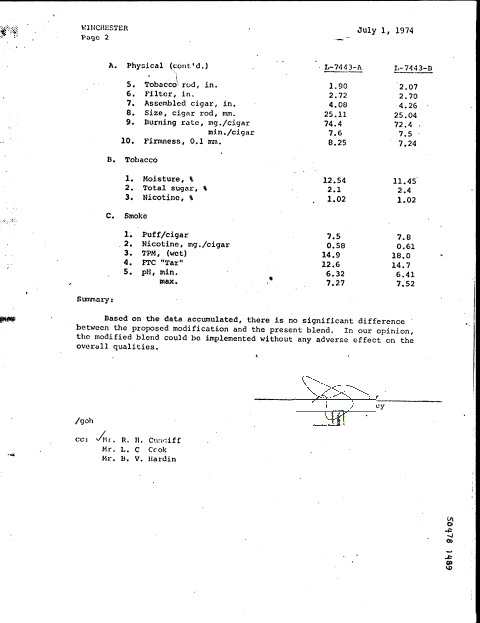 WINCHESTER July 1, 1974
Page 2
A. Physical (cont'd.) L-7443-A L-7443-B
5. Tobacco rod, in. 1.90 2.07
6. Filter, in. 2.72 2.70
7. Assembled cigar, in. 4.08 4.26
8. Size, cigar rod, mm. 25.11 25.04
9. Burning rate, mg./cigar 74.4 72.4
min./cigar 7.6 7.5
10. Firmness, 0.1 mm. 8.25 7.24
B. Tobacco
1. Moisture, % 12.54 11.45
2. Total sugar, % 2.1 2.4
3. Nicotine, % 1.02 1.02
C. Smoke
1. Puff/cigar 7.5 7.8
2. Nicotine, mg./cigar 0.58 0.61
3. TPM, (wet) 14.9 18.0
4. FTC "Tar" 12.6 14.7
5. pH, min. 6.32 6.41
max. 7.27 7.52
Summary:
Based on the data accumulated, there is no significant difference
between the proposed modification and the present blend. In our opinion,
the modified blend could be implemented without any adverse effect on the
overall qualities.
ey
/goh
cc: ✓Mr. R. H. Cundiff
Mr. L. C Cook
Mr. B. V. Hardin
50478 1489